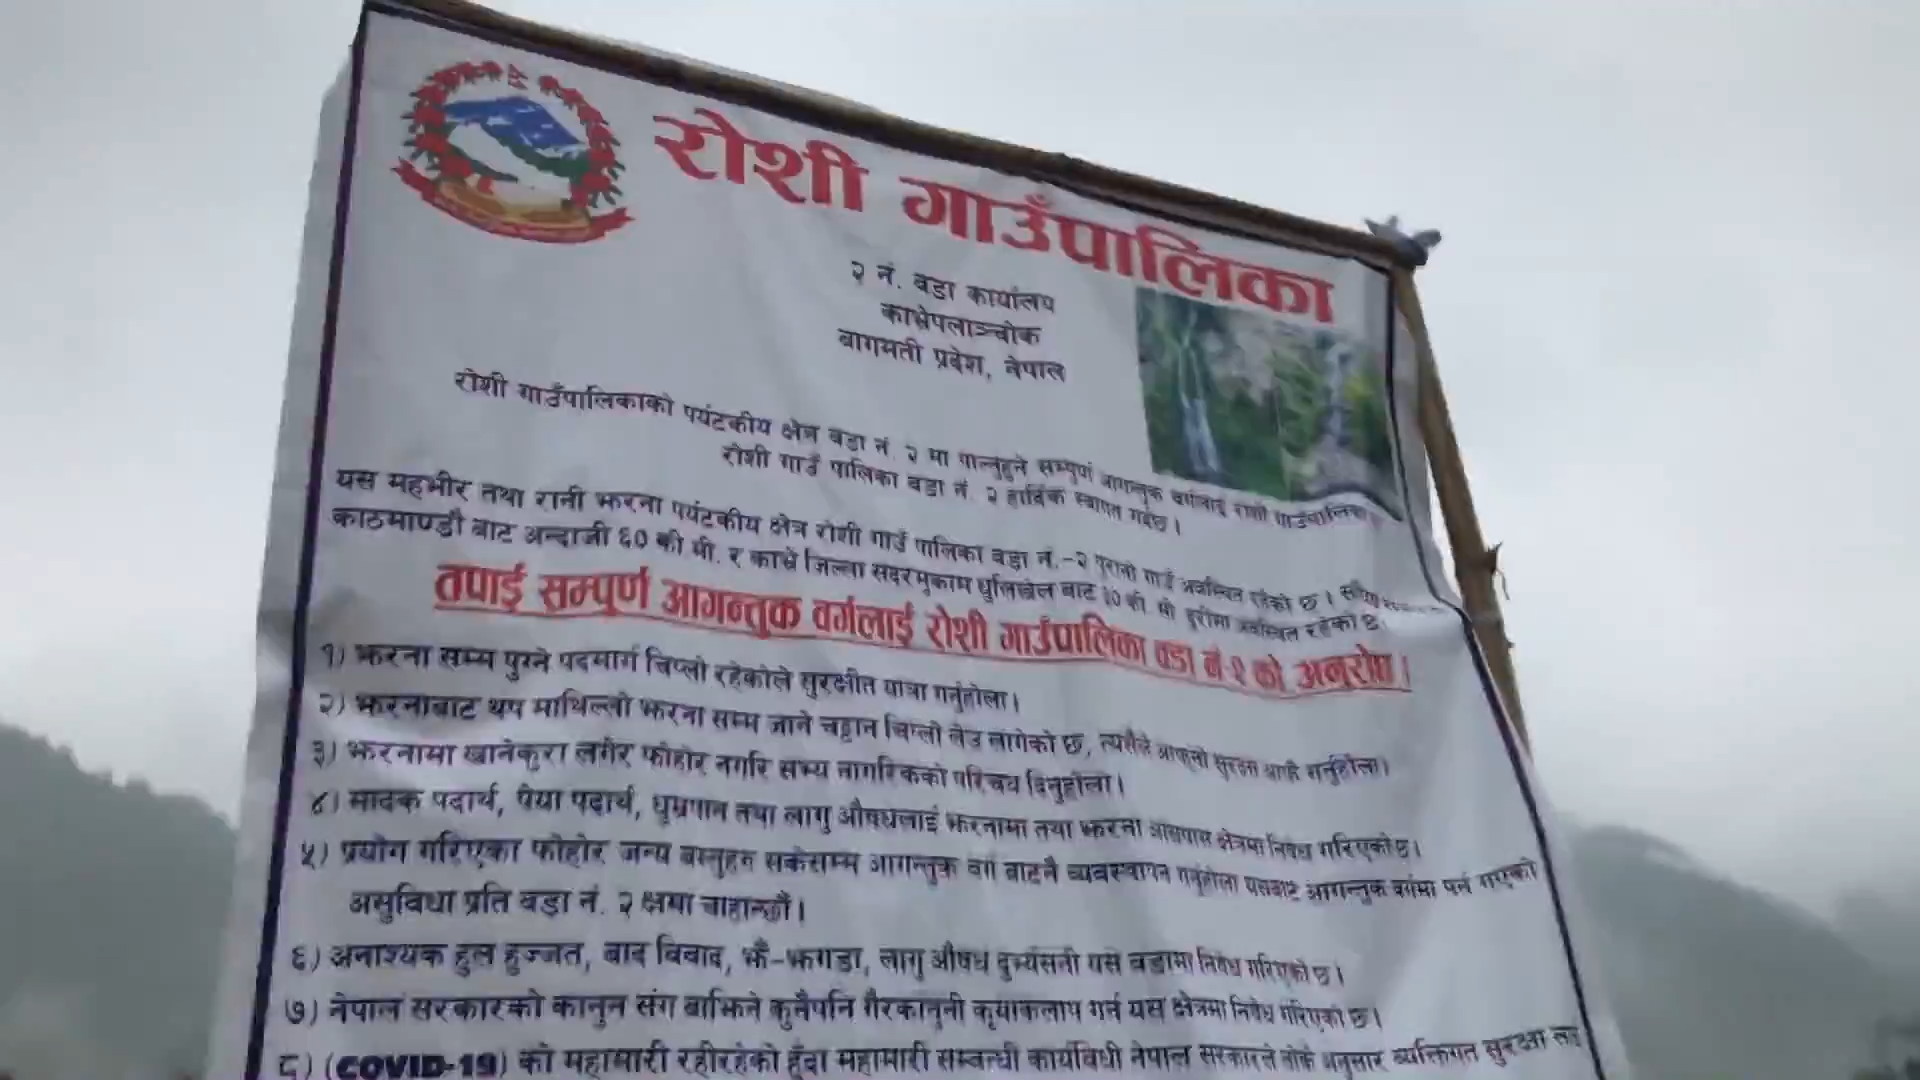 रोशी गाउँपालिका
२ नं. वडा कार्यालय
काभ्रेपलाञ्चोक
बागमती प्रदेश, नेपाल
रोशी गाउँपालिकाको पर्यटकीय क्षेत्र वडा नं. २ मा पाल्नुहुने सम्पुर्ण आगन्तुक वर्गलाई रोशी गाउँपालिका
रोशी गाउँ पालिका वडा नं. २ हार्दिक स्वागत गर्दछ ।
यस महभीर तथा रानी झरना पर्यटकीय क्षेत्र रोशी गाउँ पालिका वडा नं.-२ पुरानो गाउँ अवस्थित रहेको छ ।
काठमाण्डौ बाट अन्दाजी ६० की.मी. र काभ्रे जिल्ला सदरमुकाम धुलिखेल बाट ३० की. मी दुरीमा अवस्थित रहेको छ
तपाई सम्पुर्ण आगन्तुक वर्गलाई रोशी गाउँपालिका वडा नं-२ को अनुरोध ।
१) झरना सम्म पुग्ने पदमार्ग चिप्लो रहेकोले सुरक्षीत यात्रा गर्नुहोला ।
२) झरनाबाट थप माथिल्लो झरना सम्म जाने चट्टान चिप्लो लेउ लागेको छ, त्यसैले आफ्नो सुरक्षा आफै गर्नुहोला ।
३) झरनामा खानेकुरा लगेर फोहोर नगरि सभ्य नागरिकको परिचय दिनुहोला ।
४) मादक पदार्थ, पेया पदार्थ, धुम्रपान तथा लागु औषधलाई झरनामा तथा झरना आसपास क्षेत्रमा निषेध गरिएको छ ।
५) प्रयोग गरिएका फोहोर जन्य बस्तुहरु सकेसम्म आगन्तुक वर्ग बाटनै व्यवस्थापन गर्नुहोला यसबाट आगन्तुक वर्गमा पर्न गएको
असुविधा प्रति वडा नं. २ क्षमा चाहान्छौं ।
६) अनाश्यक हुल हुज्जत, बाद विवाद, झै-झगडा, लागु औषध दुर्व्यसनी यस वडामा निषेध गरिएको छ ।
७) नेपाल सरकारको कानुन संग बाझिने कुनैपनि गैरकानुनी कृयाकलाप गर्न यस क्षेत्रमा निषेध गरिएको छ ।
८) (COVID-19) को महामारी रहीरहेको हुँदा महामारी सम्बन्धी कार्यविधी नेपाल सरकारले तोके अनुसार व्यक्तिगत सुरक्षा